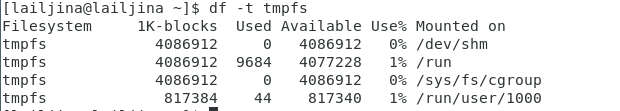 [lailjina@lailjina ~]$ df -t tmpfs
Filesystem     1K-blocks  Used Available Use% Mounted on
tmpfs            4086912     0   4086912   0% /dev/shm
tmpfs            4086912  9684   4077228   1% /run
tmpfs            4086912     0   4086912   0% /sys/fs/cgroup
tmpfs             817384    44    817340   1% /run/user/1000